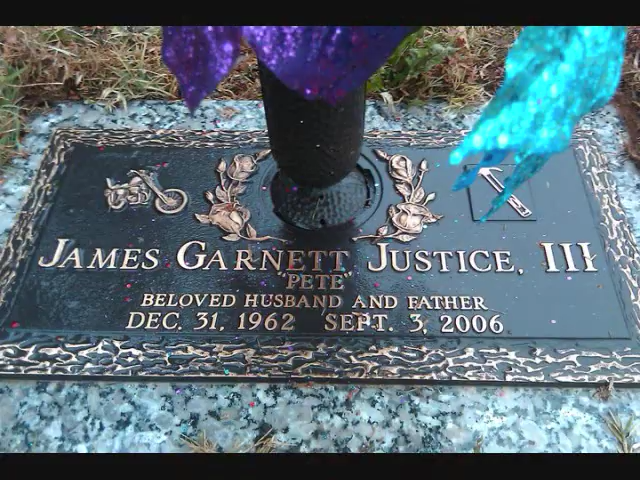 JAMES GARNETT JUSTICE, III
"PETE"
BELOVED HUSBAND AND FATHER
DEC. 31, 1962 SEPT. 3, 2006